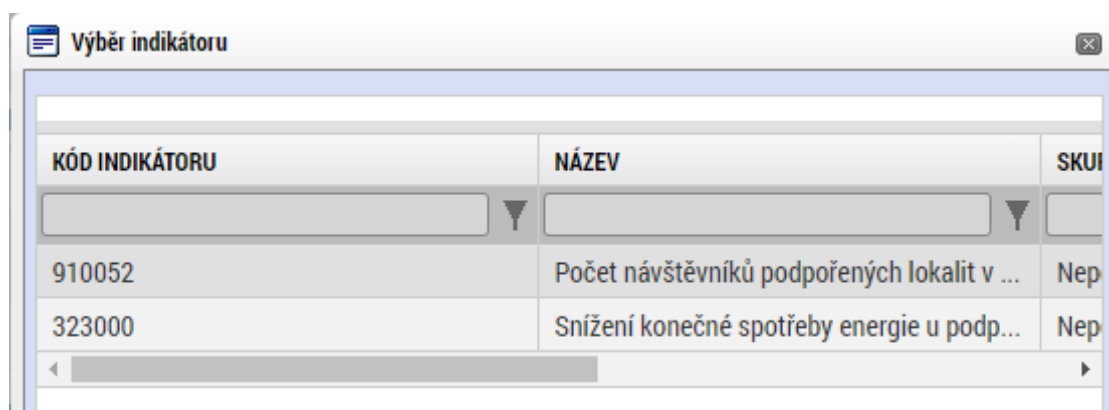 Výběr indikátoru
KÓD INDIKÁTORU NÁZEV
910052 Počet návštěvníků podpořených lokalit v ...
323000 Snížení konečné spotřeby energie u podp...